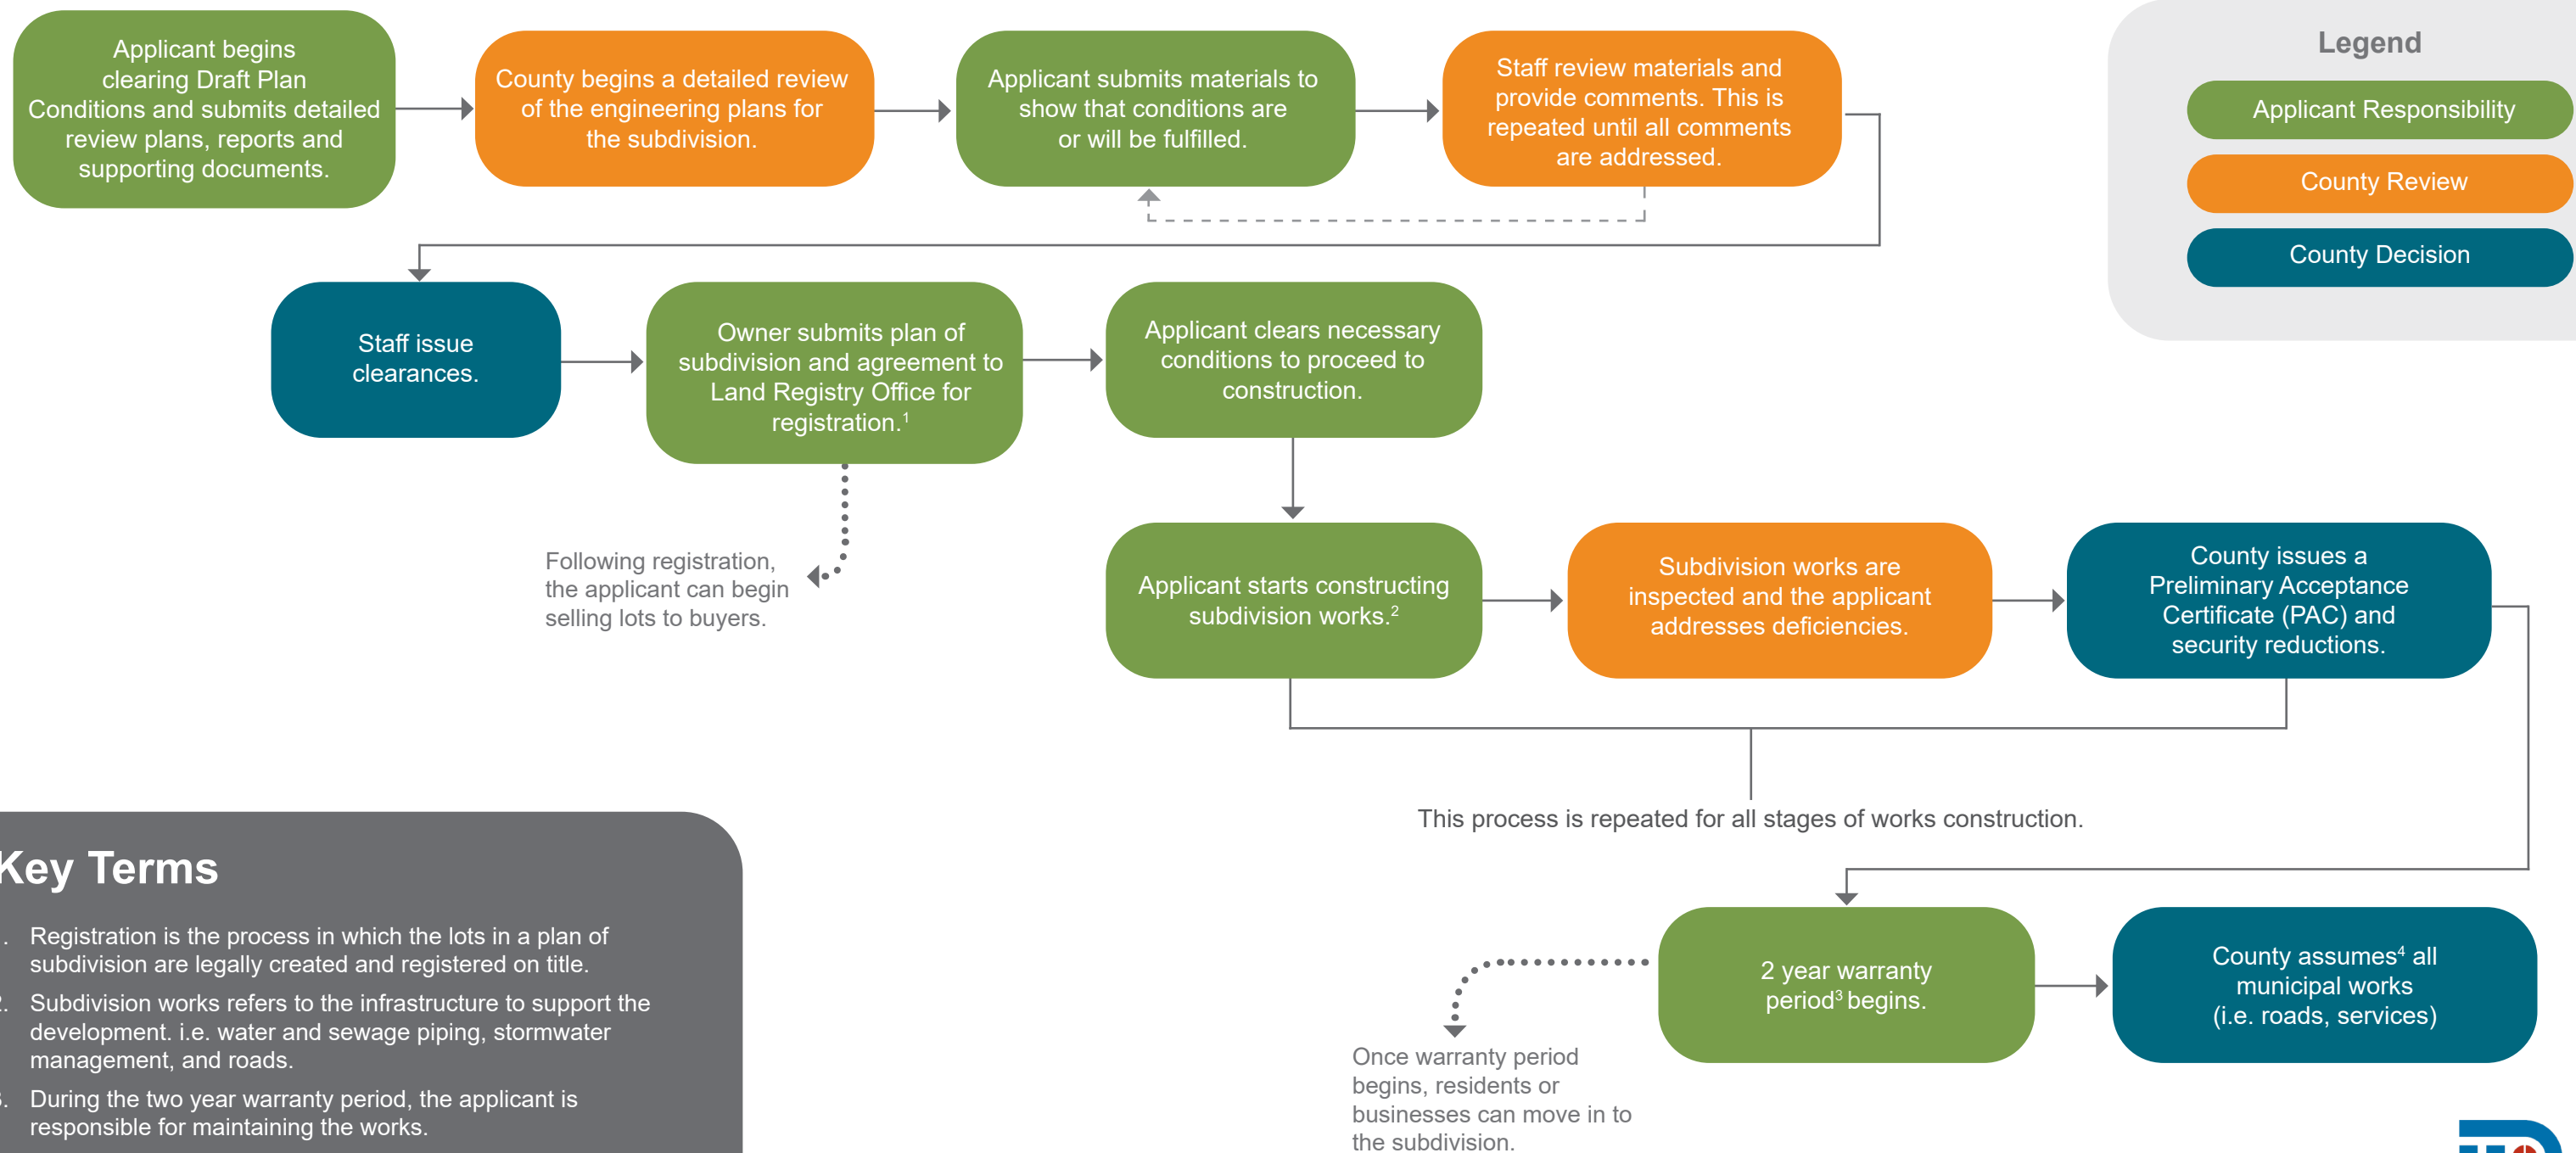 Applicant begins
clearing Draft Plan
Conditions and submits detailed
review plans, reports and
supporting documents.
County begins a detailed review
of the engineering plans for
the subdivision.
Applicant submits materials to
show that conditions are
or will be fulfilled.
Staff review materials and
provide comments. This is
repeated until all comments
are addressed.
Legend
Applicant Responsibility
County Review
County Decision
Staff issue
clearances.
Owner submits plan of
subdivision and agreement to
Land Registry Office for
registration.¹
Applicant clears necessary
conditions to proceed to
construction.
Following registration,
the applicant can begin
selling lots to buyers.
Applicant starts constructing
subdivision works.²
Subdivision works are
inspected and the applicant
addresses deficiencies.
County issues a
Preliminary Acceptance
Certificate (PAC) and
security reductions.
This process is repeated for all stages of works construction.
2 year warranty
period³ begins.
County assumes⁴ all
municipal works
(i.e. roads, services)
Once warranty period
begins, residents or
businesses can move in to
the subdivision.
Key Terms
. Registration is the process in which the lots in a plan of
subdivision are legally created and registered on title.
2. Subdivision works refers to the infrastructure to support the
development. i.e. water and sewage piping, stormwater
management, and roads.
3. During the two year warranty period, the applicant is
responsible for maintaining the works.